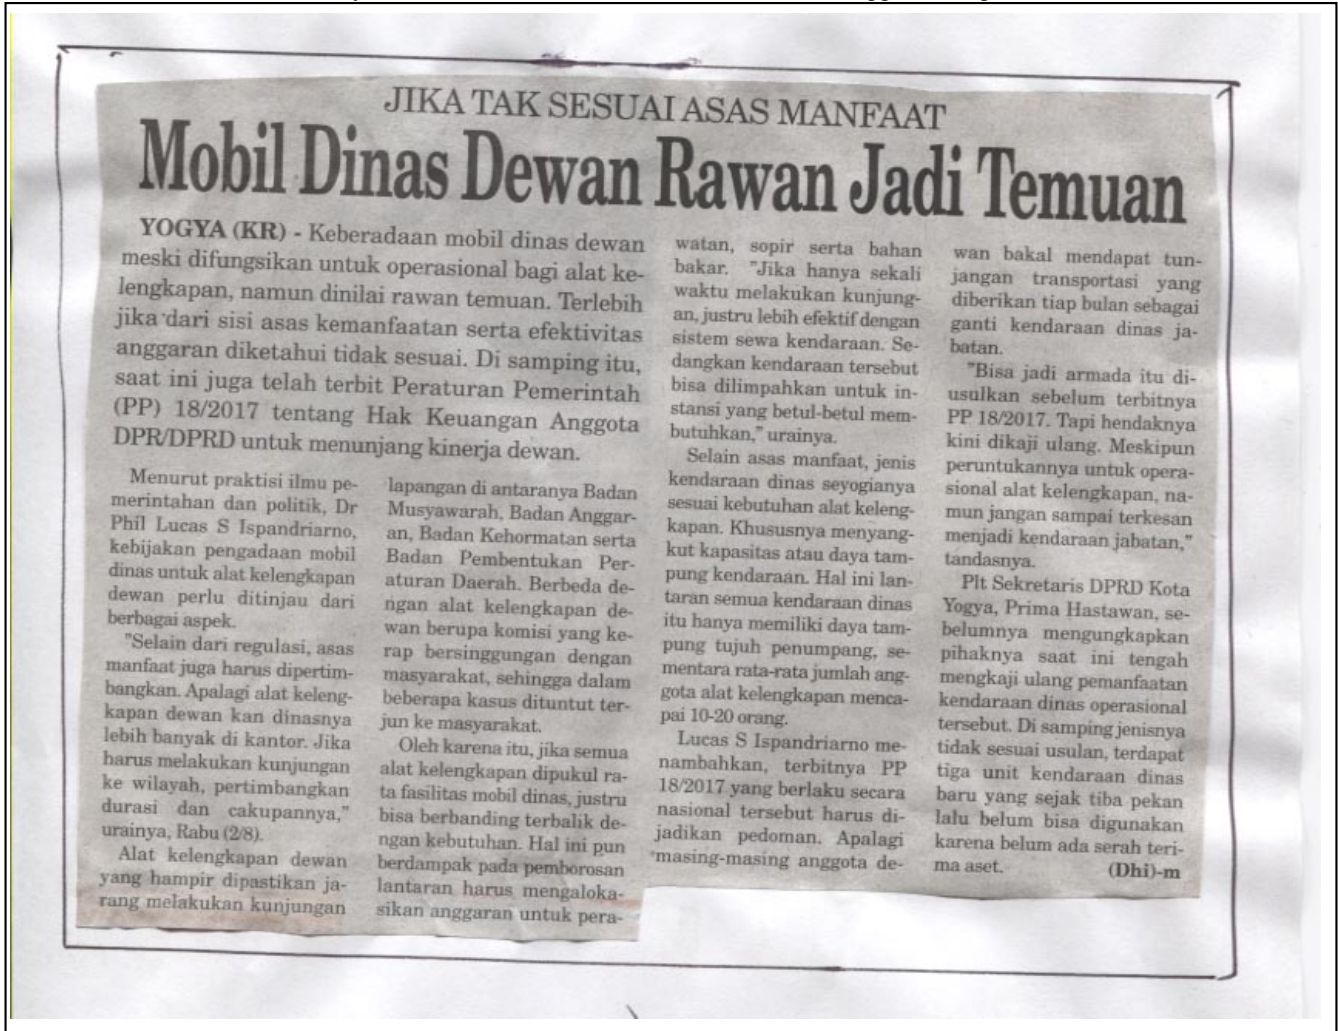 JIKA TAK SESUAI ASAS MANFAAT
Mobil Dinas Dewan Rawan Jadi Temuan
YOGYA (KR) - Keberadaan mobil dinas dewan
meski difungsikan untuk operasional bagi alat ke-
lengkapan, namun dinilai rawan temuan. Terlebih
jika dari sisi asas kemanfaatan serta efektivitas
anggaran diketahui tidak sesuai. Di samping itu,
saat ini juga telah terbit Peraturan Pemerintah
(PP) 18/2017 tentang Hak Keuangan Anggota
DPR/DPRD untuk menunjang kinerja dewan.
Menurut praktisi ilmu pe-
merintahan dan politik, Dr
Phil Lucas S Ispandriarno,
kebijakan pengadaan mobil
dinas untuk alat kelengkapan
dewan perlu ditinjau dari
berbagai aspek.
"Selain dari regulasi, asas
manfaat juga harus dipertim-
bangkan. Apalagi alat keleng-
kapan dewan kan dinasnya
lebih banyak di kantor. Jika
harus melakukan kunjungan
ke wilayah, pertimbangkan
durasi dan cakupannya,"
urainya, Rabu (2/8).
Alat kelengkapan dewan
yang hampir dipastikan ja-
rang melakukan kunjungan
lapangan di antaranya Badan
Musyawarah, Badan Anggar-
an, Badan Kehormatan serta
Badan Pembentukan Per-
aturan Daerah. Berbeda de-
ngan alat kelengkapan de-
wan berupa komisi yang ke-
rap bersinggungan dengan
masyarakat, sehingga dalam
beberapa kasus dituntut ter-
jun ke masyarakat.
Oleh karena itu, jika semua
alat kelengkapan dipukul ra-
ta fasilitas mobil dinas, justru
bisa berbanding terbalik de-
ngan kebutuhan. Hal ini pun
berdampak pada pemborosan
lantaran harus mengaloka-
sikan anggaran untuk pera-
watan, sopir serta bahan
bakar. "Jika hanya sekali
waktu melakukan kunjung-
an, justru lebih efektif dengan
sistem sewa kendaraan. Se-
dangkan kendaraan tersebut
bisa dilimpahkan untuk in-
stansi yang betul-betul mem-
butuhkan," urainya.
Selain asas manfaat, jenis
kendaraan dinas seyogianya
sesuai kebutuhan alat keleng-
kapan. Khususnya menyang-
kut kapasitas atau daya tam-
pung kendaraan. Hal ini lan-
taran semua kendaraan dinas
itu hanya memiliki daya tam-
pung tujuh penumpang, se-
mentara rata-rata jumlah ang-
gota alat kelengkapan menca-
pai 10-20 orang.
Lucas S Ispandriarno me-
nambahkan, terbitnya PP
18/2017 yang berlaku secara
nasional tersebut harus di-
jadikan pedoman. Apalagi
masing-masing anggota de-
wan bakal mendapat tun-
jangan transportasi yang
diberikan tiap bulan sebagai
ganti kendaraan dinas ja-
batan.
"Bisa jadi armada itu di-
usulkan sebelum terbitnya
PP 18/2017. Tapi hendaknya
kini dikaji ulang. Meskipun
peruntukannya untuk opera-
sional alat kelengkapan, na-
mun jangan sampai terkesan
menjadi kendaraan jabatan,"
tandasnya.
Plt Sekretaris DPRD Kota
Yogya, Prima Hastawan, se-
belumnya mengungkapkan
pihaknya saat ini tengah
mengkaji ulang pemanfaatan
kendaraan dinas operasional
tersebut. Di samping jenisnya
tidak sesuai usulan, terdapat
tiga unit kendaraan dinas
baru yang sejak tiba pekan
lalu belum bisa digunakan
karena belum ada serah teri-
ma aset. (Dhi)-m